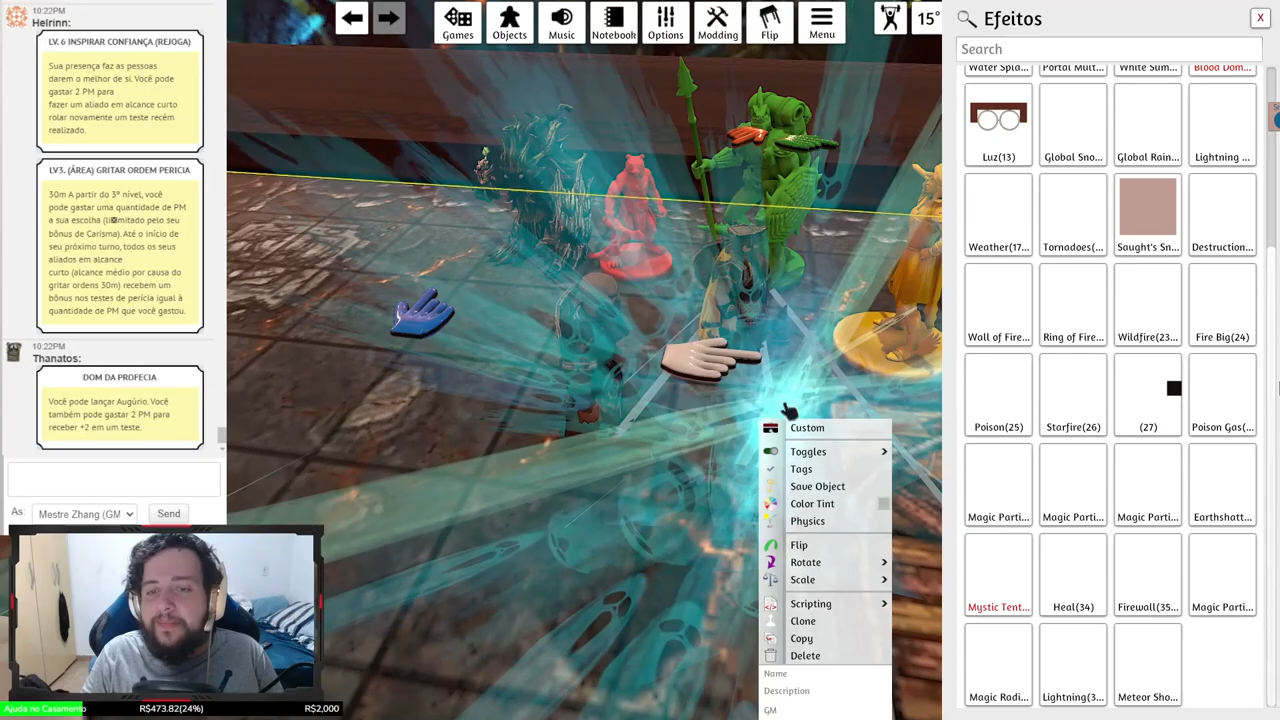 10:22PM
Helrinn:
LV. 6 INSPIRAR CONFIANÇA (REJOGA)
Sua presença faz as pessoas
darem o melhor de si. Você pode
gastar 2 PM para
fazer um aliado em alcance curto
rolar novamente um teste recém
realizado.
LV3. (ÁREA) GRITAR ORDEM PERICIA
30m A partir do 3º nível, você
pode gastar uma quantidade de PM
a sua escolha (limitado pelo seu
bônus de Carisma). Até o início de
seu próximo turno, todos os seus
aliados em alcance
curto (alcance médio por causa do
gritar ordens 30m) recebem um
bônus nos testes de perícia igual à
quantidade de PM que você gastou.
10:22PM
Thanatos:
DOM DA PROFECIA
Você pode lançar Augúrio. Você
também pode gastar 2 PM para
receber +2 em um teste.
As:
Mestre Zhang (GM
Send
Ajuda no Casamento
R$473.82(24%)
R$2,000
Games
Objects
Music
Notebook
Options
Modding
Flip
Menu
15°
Custom
Toggles
Tags
Save Object
Color Tint
Physics
Flip
Rotate
Scale
Scripting
Clone
Copy
Delete
Name
Description
GM
Efeitos
X
Search
Water Spla...
Portal Mult...
White Sum...
Blood Dom...
Luz(13)
Global Sno...
Global Rain...
Lightning ...
Weather(17...
Tornadoes(...
Saught's Sn...
Destruction...
Wall of Fire...
Ring of Fire...
Wildfire(23...
Fire Big(24)
Poison(25)
Starfire(26)
(27)
Poison Gas(...
Magic Parti...
Magic Parti...
Magic Parti...
Earthshatt...
Mystic Tent...
Heal(34)
Firewall(35...
Magic Parti...
Magic Radi...
Lightning(3...
Meteor Sho...